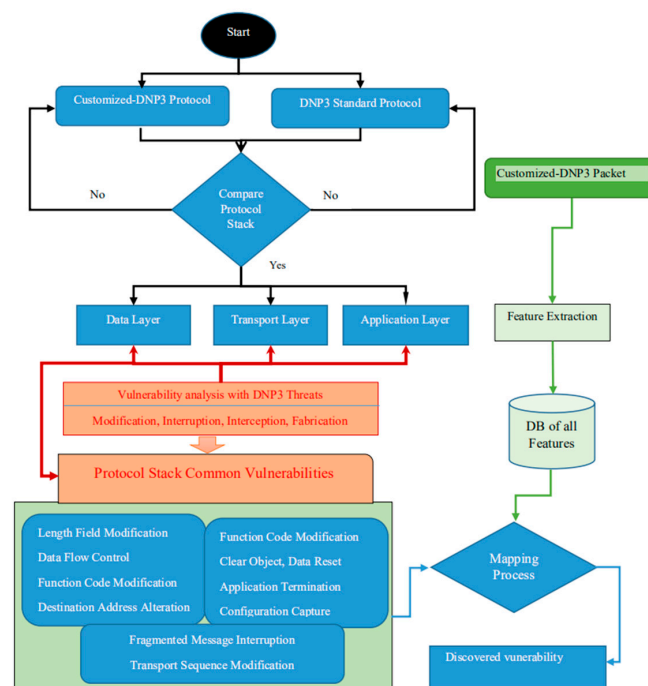 Start
Customized-DNP3 Protocol
DNP3 Standard Protocol
No
Compare
Protocol
Stack
No
Yes
Data Layer
Transport Layer
Application Layer
Vulnerability analysis with DNP3 Threats
Modification, Interruption, Interception, Fabrication
Protocol Stack Common Vulnerabilities
Length Field Modification
Data Flow Control
Function Code Modification
Destination Address Alteration
Function Code Modification
Clear Object, Data Reset
Application Termination
Configuration Capture
Fragmented Message Interruption
Transport Sequence Modification
Customized-DNP3 Packet
Feature Extraction
DB of all
Features
Mapping
Process
Discovered vunerability